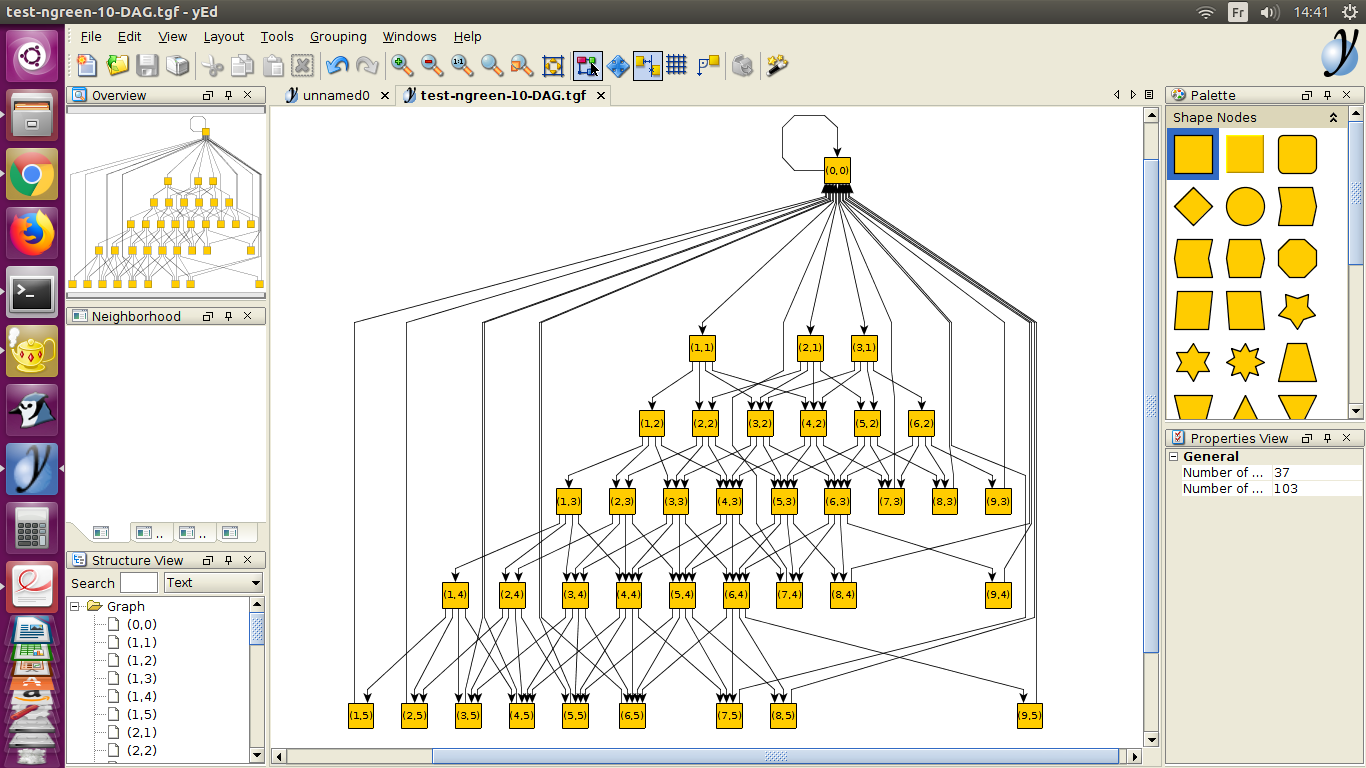 test-ngreen-10-DAG.tgf - yEd
Fr
14:41
File Edit View Layout Tools Grouping Windows Help
1:1
Overview
unnamed0
test-ngreen-10-DAG.tgf
Palette
Shape Nodes
(0,0)
Neighborhood
.. ..
(1,1) (2,1) (3,1)
(1,2) (2,2) (3,2) (4,2) (5,2) (6,2)
Properties View
General
Number of ... 37
Number of ... 103
(1,3) (2,3) (3,3) (4,3) (5,3) (6,3) (7,3) (8,3) (9,3)
Structure View
Search Text
Graph
(0,0)
(1,1)
(1,2)
(1,3)
(1,4)
(1,5)
(2,1)
(2,2)
(1,4) (2,4) (3,4) (4,4) (5,4) (6,4) (7,4) (8,4) (9,4)
(1,5) (2,5) (3,5) (4,5) (5,5) (6,5) (7,5) (8,5) (9,5)